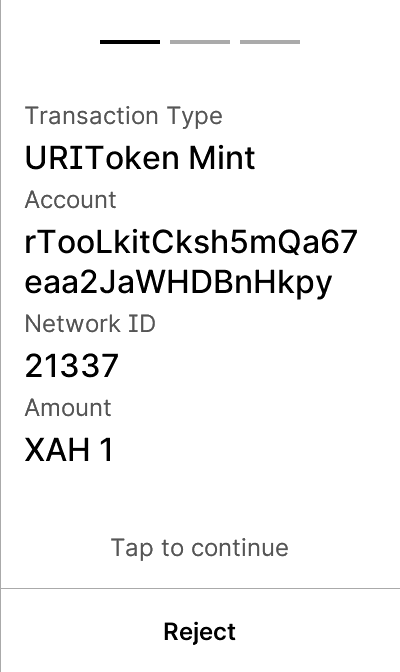 Transaction Type
URIToken Mint
Account
rTooLkitCksh5mQa67
eaa2JaWHDBnHkpy
Network ID
21337
Amount
XAH 1
Tap to continue
Reject